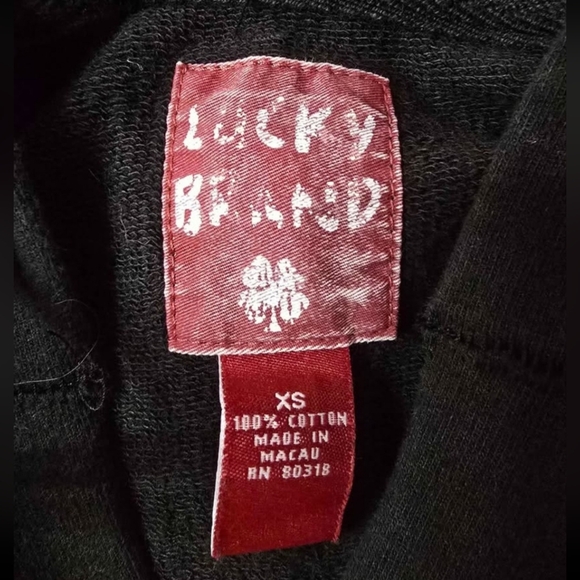 LUCKY
BRAND
XS
100% COTTON
MADE IN
MACAU
RN 80318